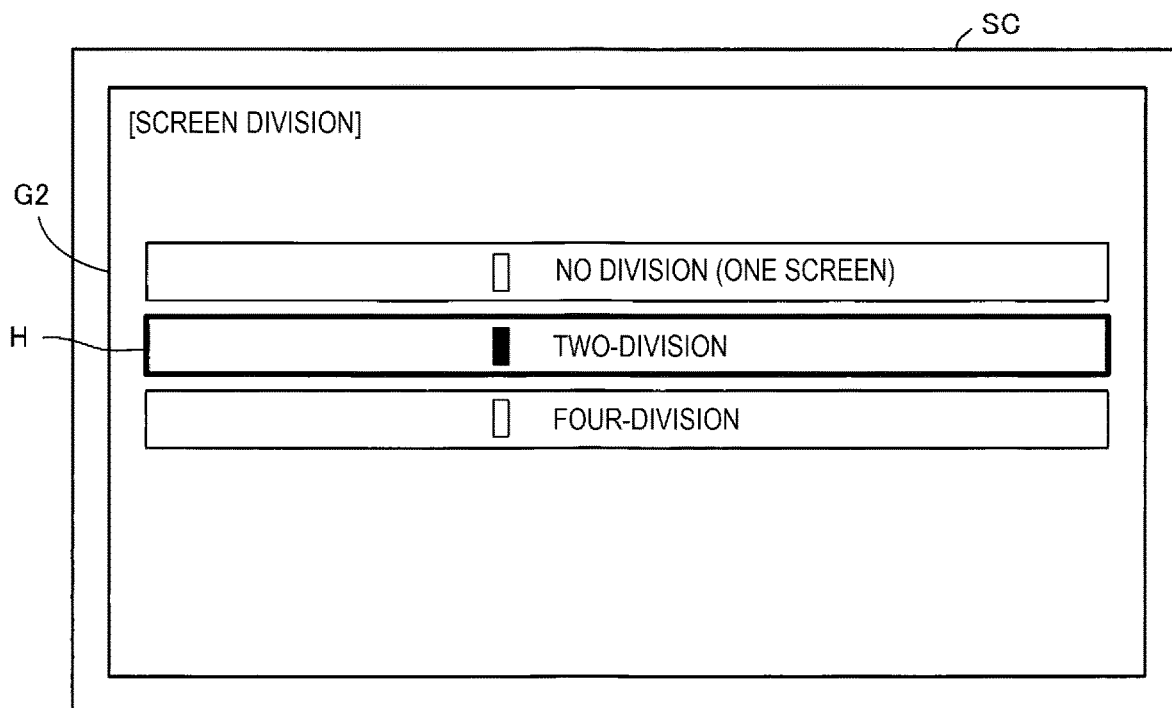 SC
[SCREEN DIVISION]
G2
NO DIVISION (ONE SCREEN)
H
TWO-DIVISION
FOUR-DIVISION